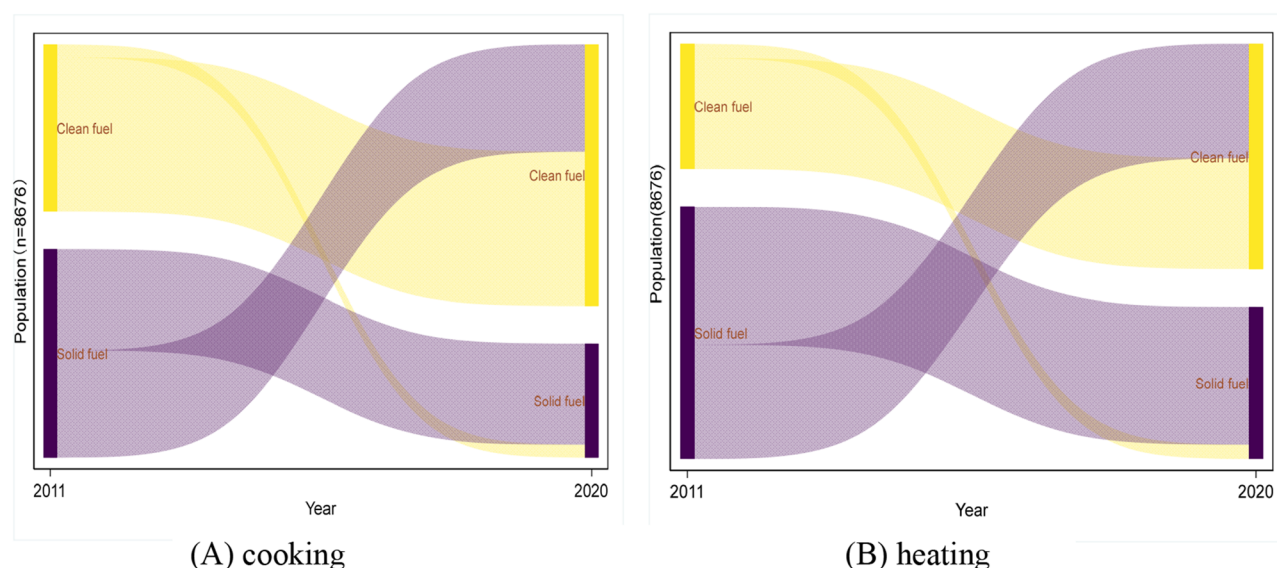 Population (n=8676)
Clean fuel
Solid fuel
Clean fuel
Solid fuel
2011
2020
Year
(A) cooking
Population(8676)
Clean fuel
Solid fuel
Clean fuel
Solid fuel
2011
2020
Year
(B) heating